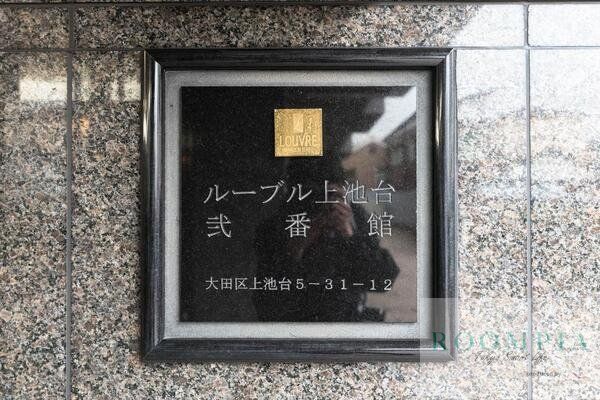 LOUVRE
ルーブル上池台
弐番館
大田区上池台5-31-12
ROOMPIA